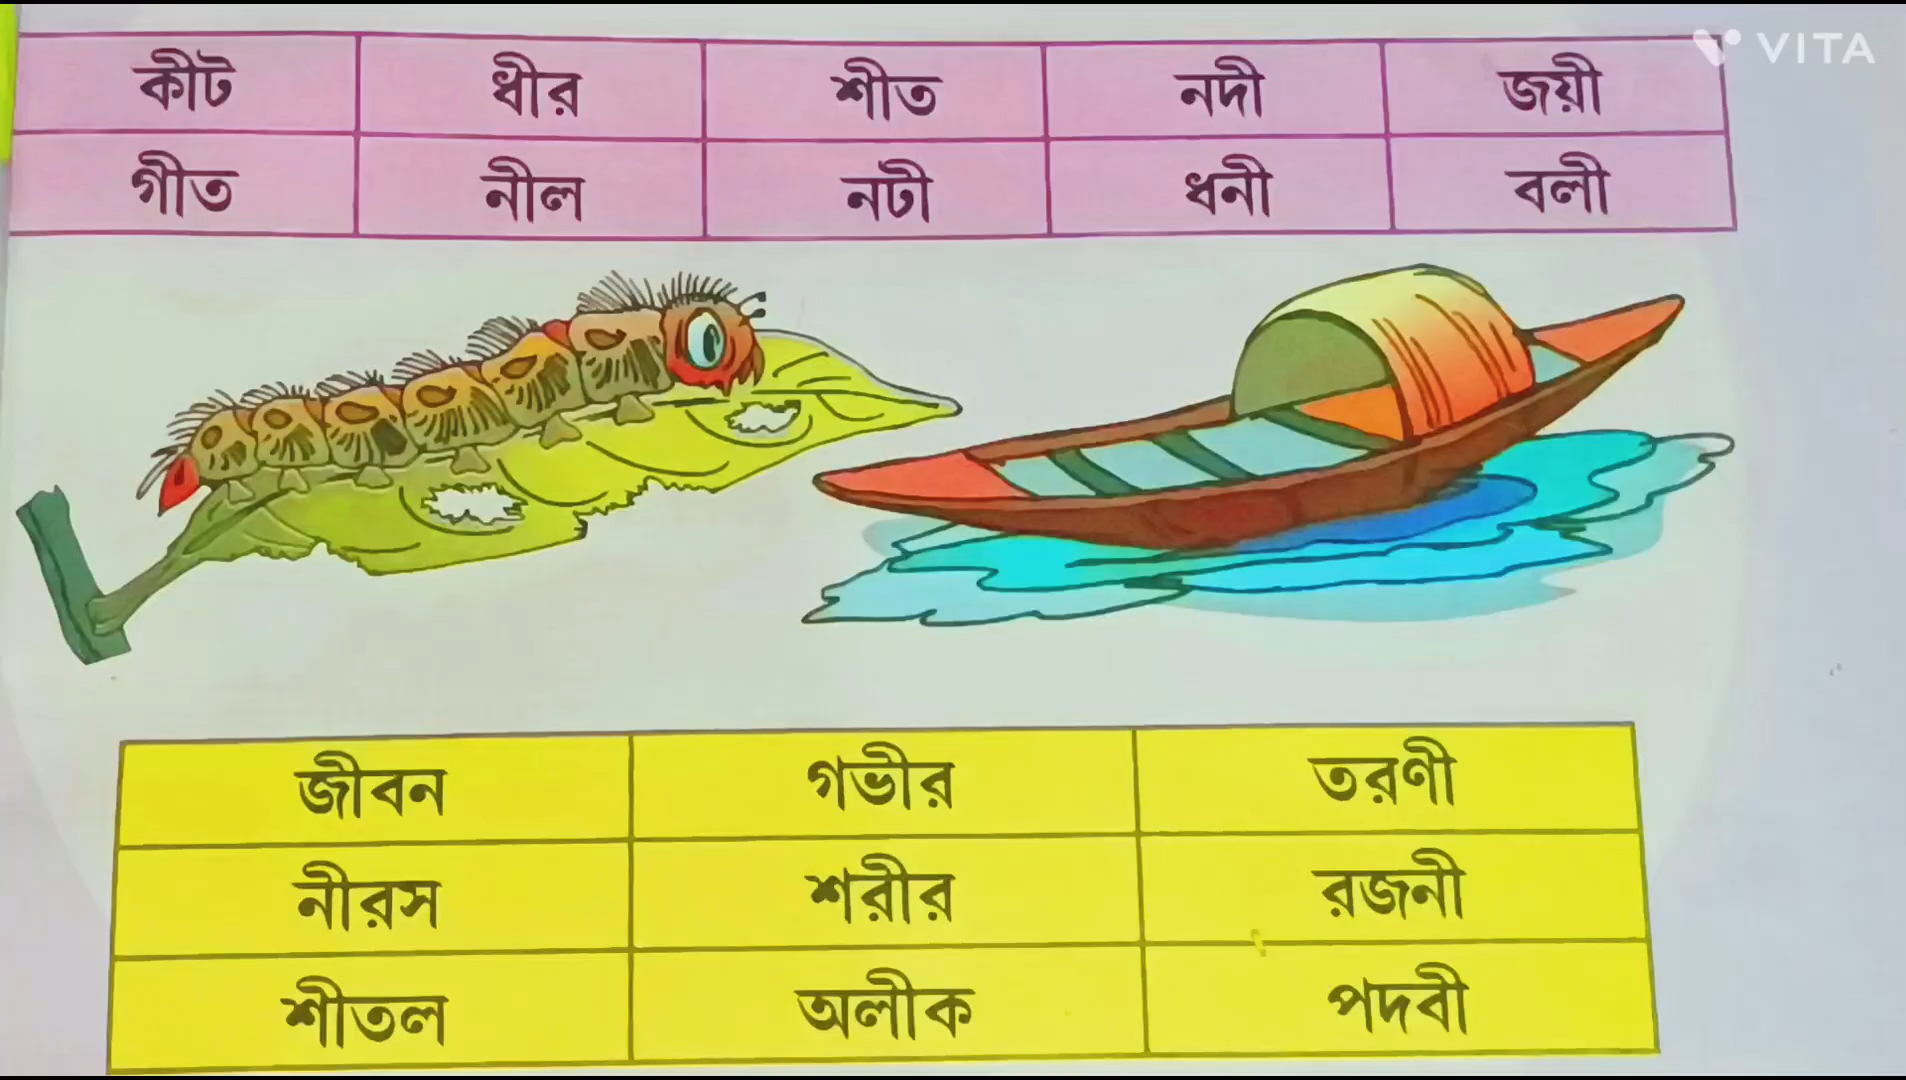 VITA
কীট ধীর শীত নদী জয়ী
গীত নীল নটী ধনী বলী
জীবন গভীর তরণী
নীরস শরীর রজনী
শীতল অলীক পদবী